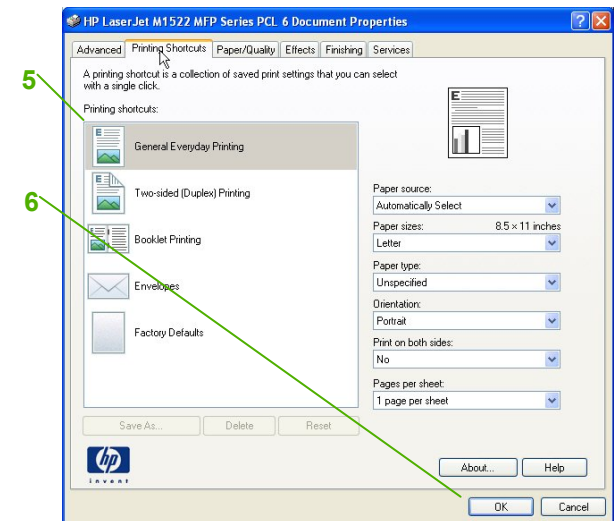 HP LaserJet M1522 MFP Series PCL 6 Document Properties
Advanced Printing Shortcuts Paper/Quality Effects Finishing Services
5
A printing shortcut is a collection of saved print settings that you can select
with a single click.
Printing shortcuts:
E
General Everyday Printing
E
Two-sided (Duplex) Printing
6
Booklet Printing
Envelopes
Factory Defaults
E
Paper source:
Automatically Select
Paper sizes: 8.5 × 11 inches
Letter
Paper type:
Unspecified
Orientation:
Portrait
Print on both sides:
No
Pages per sheet:
1 page per sheet
Save As... Delete Reset
hp
invent
About... Help
OK Cancel